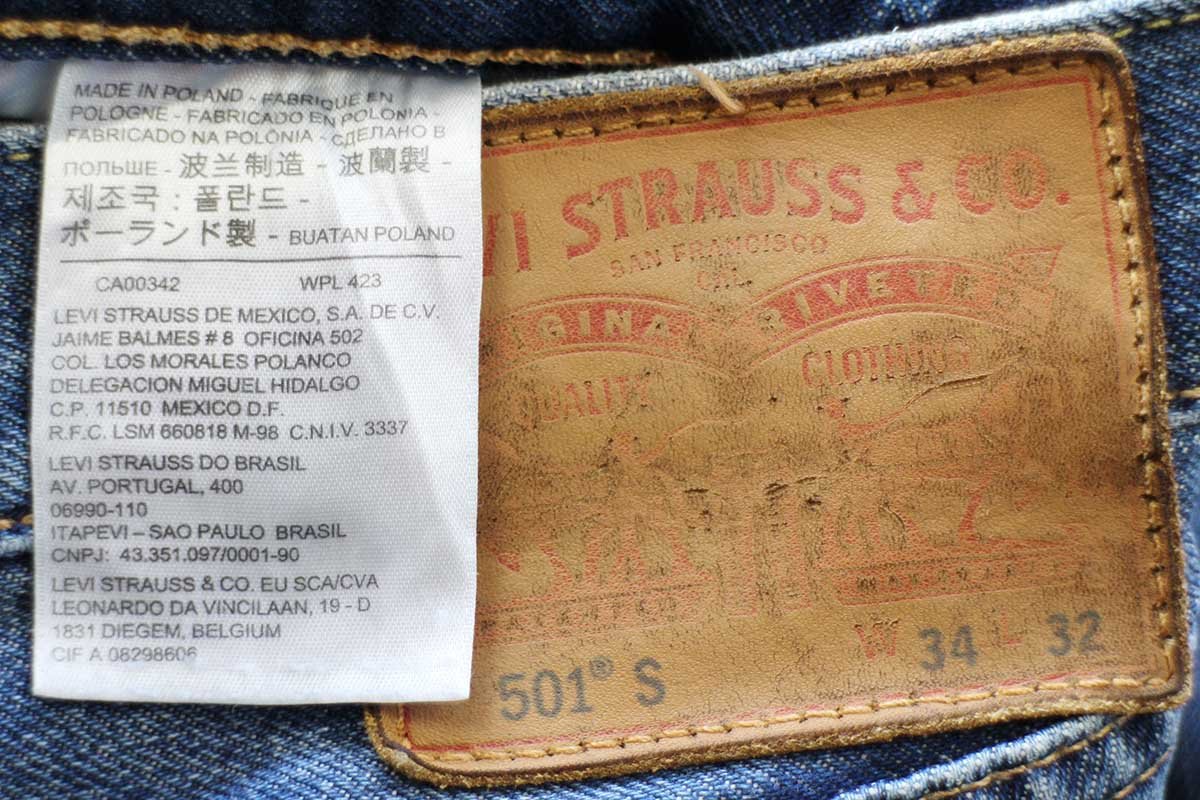 MADE IN POLAND - FABRIQUE EN
POLOGNE - FABRICADO EN POLONIA -
FABRICADO NA POLÔNIA - СДЕЛАНО В
ПОЛЬШЕ - 波兰制造 - 波蘭製 -
제조국 : 폴란드 -
ポーランド製 - BUATAN POLAND
CA00342 WPL 423
LEVI STRAUSS DE MEXICO, S.A. DE C.V.
JAIME BALMES # 8 OFICINA 502
COL. LOS MORALES POLANCO
DELEGACION MIGUEL HIDALGO
C.P. 11510 MEXICO D.F.
R.F.C. LSM 660818 M-98 C.N.I.V. 3337
LEVI STRAUSS DO BRASIL
AV. PORTUGAL, 400
06990-110
ITAPEVI – SAO PAULO BRASIL
CNPJ: 43.351.097/0001-90
LEVI STRAUSS & CO. EU SCA/CVA
LEONARDO DA VINCILAAN, 19 - D
1831 DIEGEM, BELGIUM
CIF A 08298606
VI STRAUSS & CO.
SAN FRANCISCO
CAL.
IGINAL RIVETED
QUALITY CLOTHING
501® S W 34 L 32